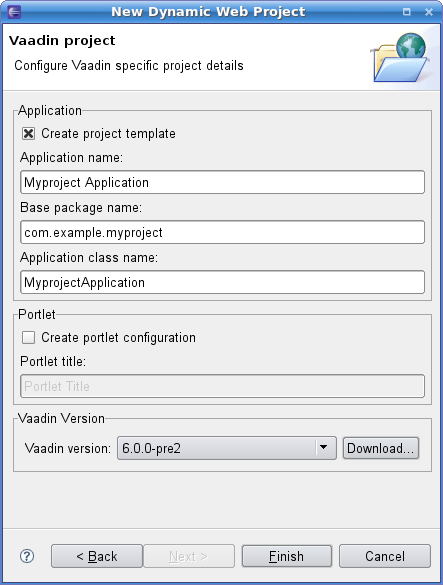 New Dynamic Web Project
Vaadin project
Configure Vaadin specific project details
Application
Create project template
Application name:
Myproject Application
Base package name:
com.example.myproject
Application class name:
MyprojectApplication
Portlet
Create portlet configuration
Portlet title:
Portlet Title
Vaadin Version
Vaadin version: 6.0.0-pre2 Download...
? < Back Next > Finish Cancel